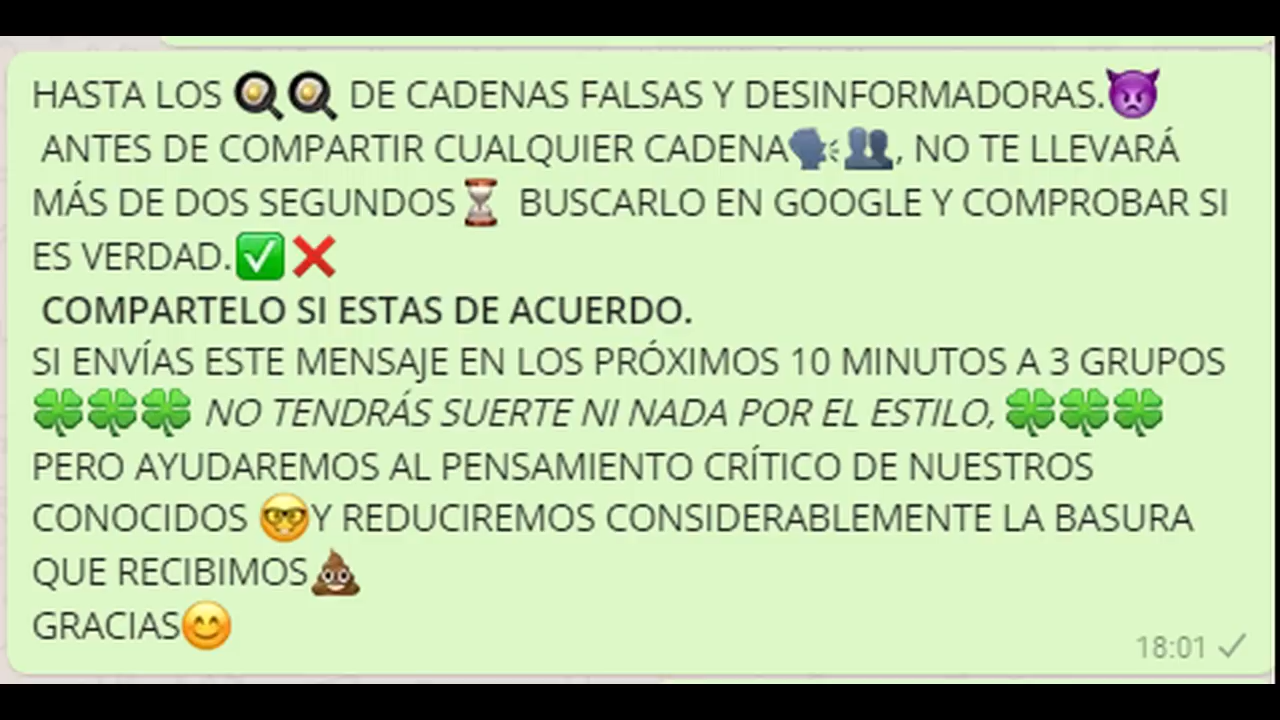 HASTA LOS 🍳🍳 DE CADENAS FALSAS Y DESINFORMADORAS.👿
ANTES DE COMPARTIR CUALQUIER CADENA🗣👥, NO TE LLEVARÁ
MÁS DE DOS SEGUNDOS⏳ BUSCARLO EN GOOGLE Y COMPROBAR SI
ES VERDAD.✅❌
COMPARTELO SI ESTAS DE ACUERDO.
SI ENVÍAS ESTE MENSAJE EN LOS PRÓXIMOS 10 MINUTOS A 3 GRUPOS
🍀🍀🍀 NO TENDRÁS SUERTE NI NADA POR EL ESTILO, 🍀🍀🍀
PERO AYUDAREMOS AL PENSAMIENTO CRÍTICO DE NUESTROS
CONOCIDOS 🤓Y REDUCIREMOS CONSIDERABLEMENTE LA BASURA
QUE RECIBIMOS💩
GRACIAS😊
18:01 ✓